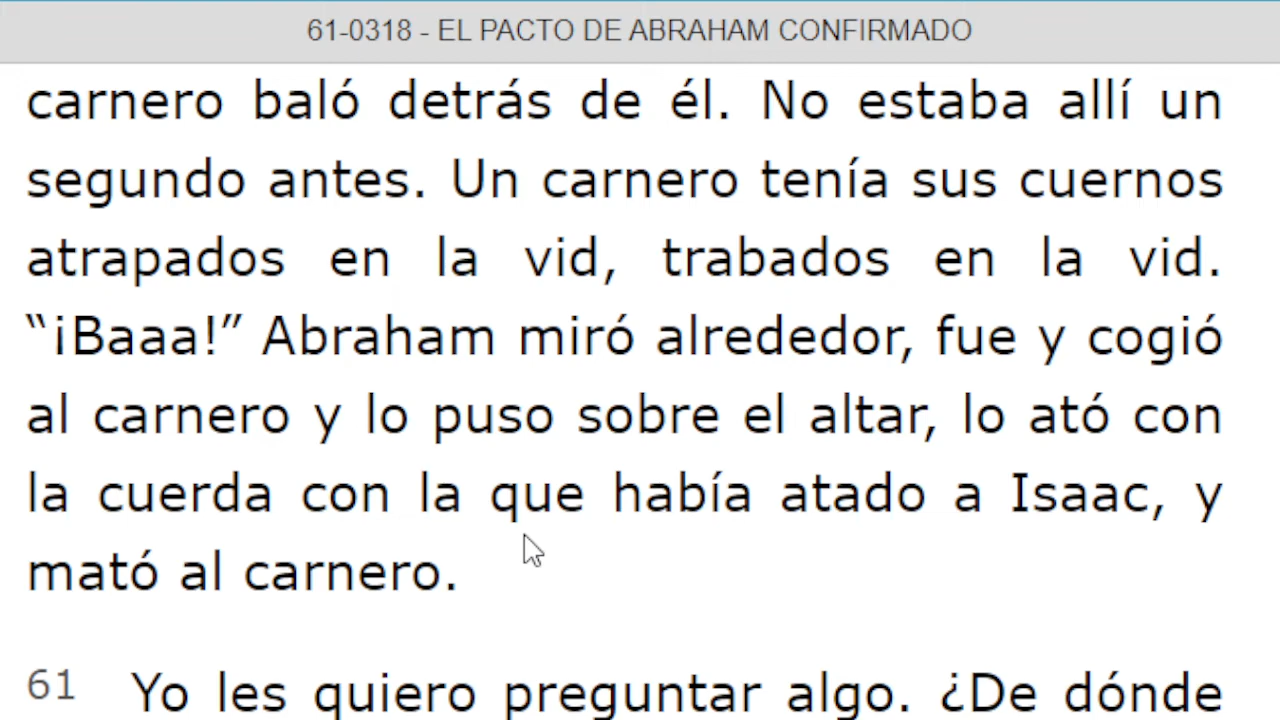 61-0318 - EL PACTO DE ABRAHAM CONFIRMADO
carnero baló detrás de él. No estaba allí un
segundo antes. Un carnero tenía sus cuernos
atrapados en la vid, trabados en la vid.
“¡Baaa!” Abraham miró alrededor, fue y cogió
al carnero y lo puso sobre el altar, lo ató con
la cuerda con la que había atado a Isaac, y
mató al carnero.
61 Yo les quiero preguntar algo. ¿De dónde